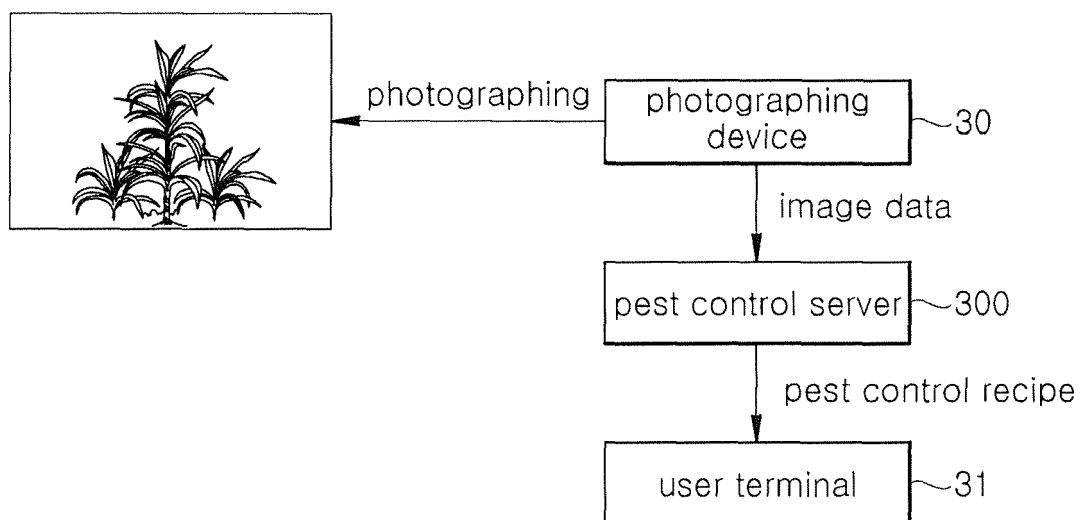 photographing
photographing
device
30
image data
pest control server
300
pest control recipe
user terminal
31